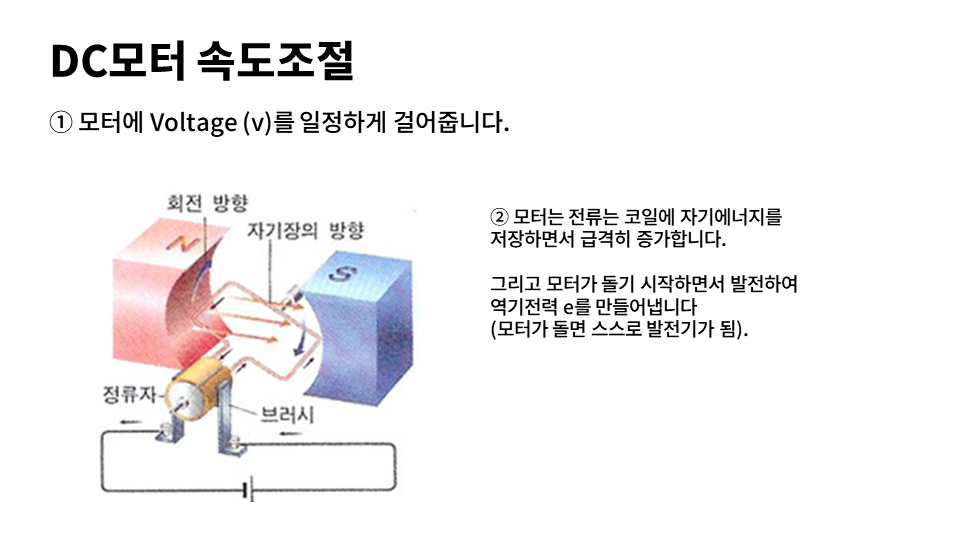 DC모터 속도조절
① 모터에 Voltage (v)를 일정하게 걸어줍니다.
회전 방향
자기장의 방향
N
S
정류자
브러시
② 모터는 전류는 코일에 자기에너지를
저장하면서 급격히 증가합니다.
그리고 모터가 돌기 시작하면서 발전하여
역기전력 e를 만들어냅니다
(모터가 돌면 스스로 발전기가 됨).